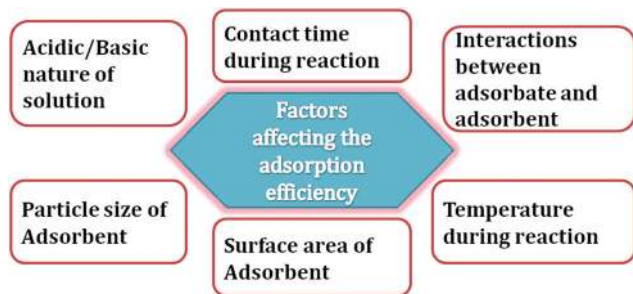 Acidic/Basic
nature of
solution
Contact time
during reaction
Interactions
between
adsorbate and
adsorbent
Factors
affecting the
adsorption
efficiency
Particle size of
Adsorbent
Surface area of
Adsorbent
Temperature
during reaction